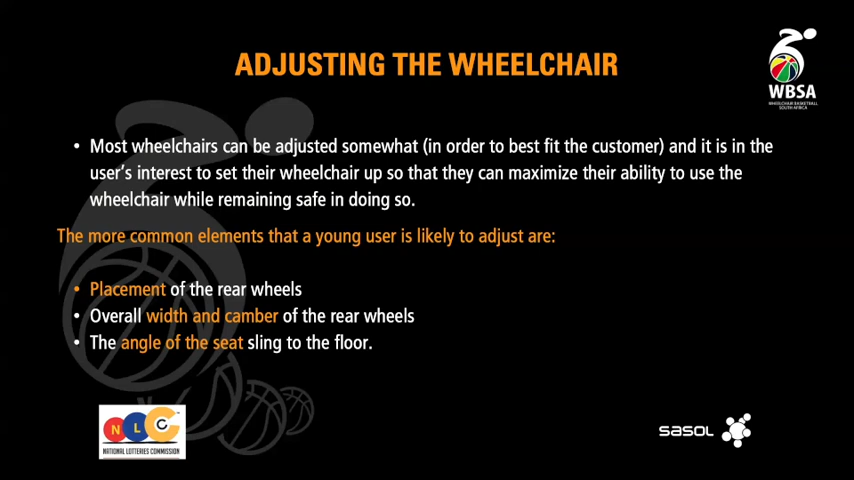 ADJUSTING THE WHEELCHAIR
WBSA
WHEELCHAIR BASKETBALL
SOUTH AFRICA
• Most wheelchairs can be adjusted somewhat (in order to best fit the customer) and it is in the
user's interest to set their wheelchair up so that they can maximize their ability to use the
wheelchair while remaining safe in doing so.
The more common elements that a young user is likely to adjust are:
• Placement of the rear wheels
• Overall width and camber of the rear wheels
• The angle of the seat sling to the floor.
NLC
NATIONAL LOTTERIES COMMISSION
sasol